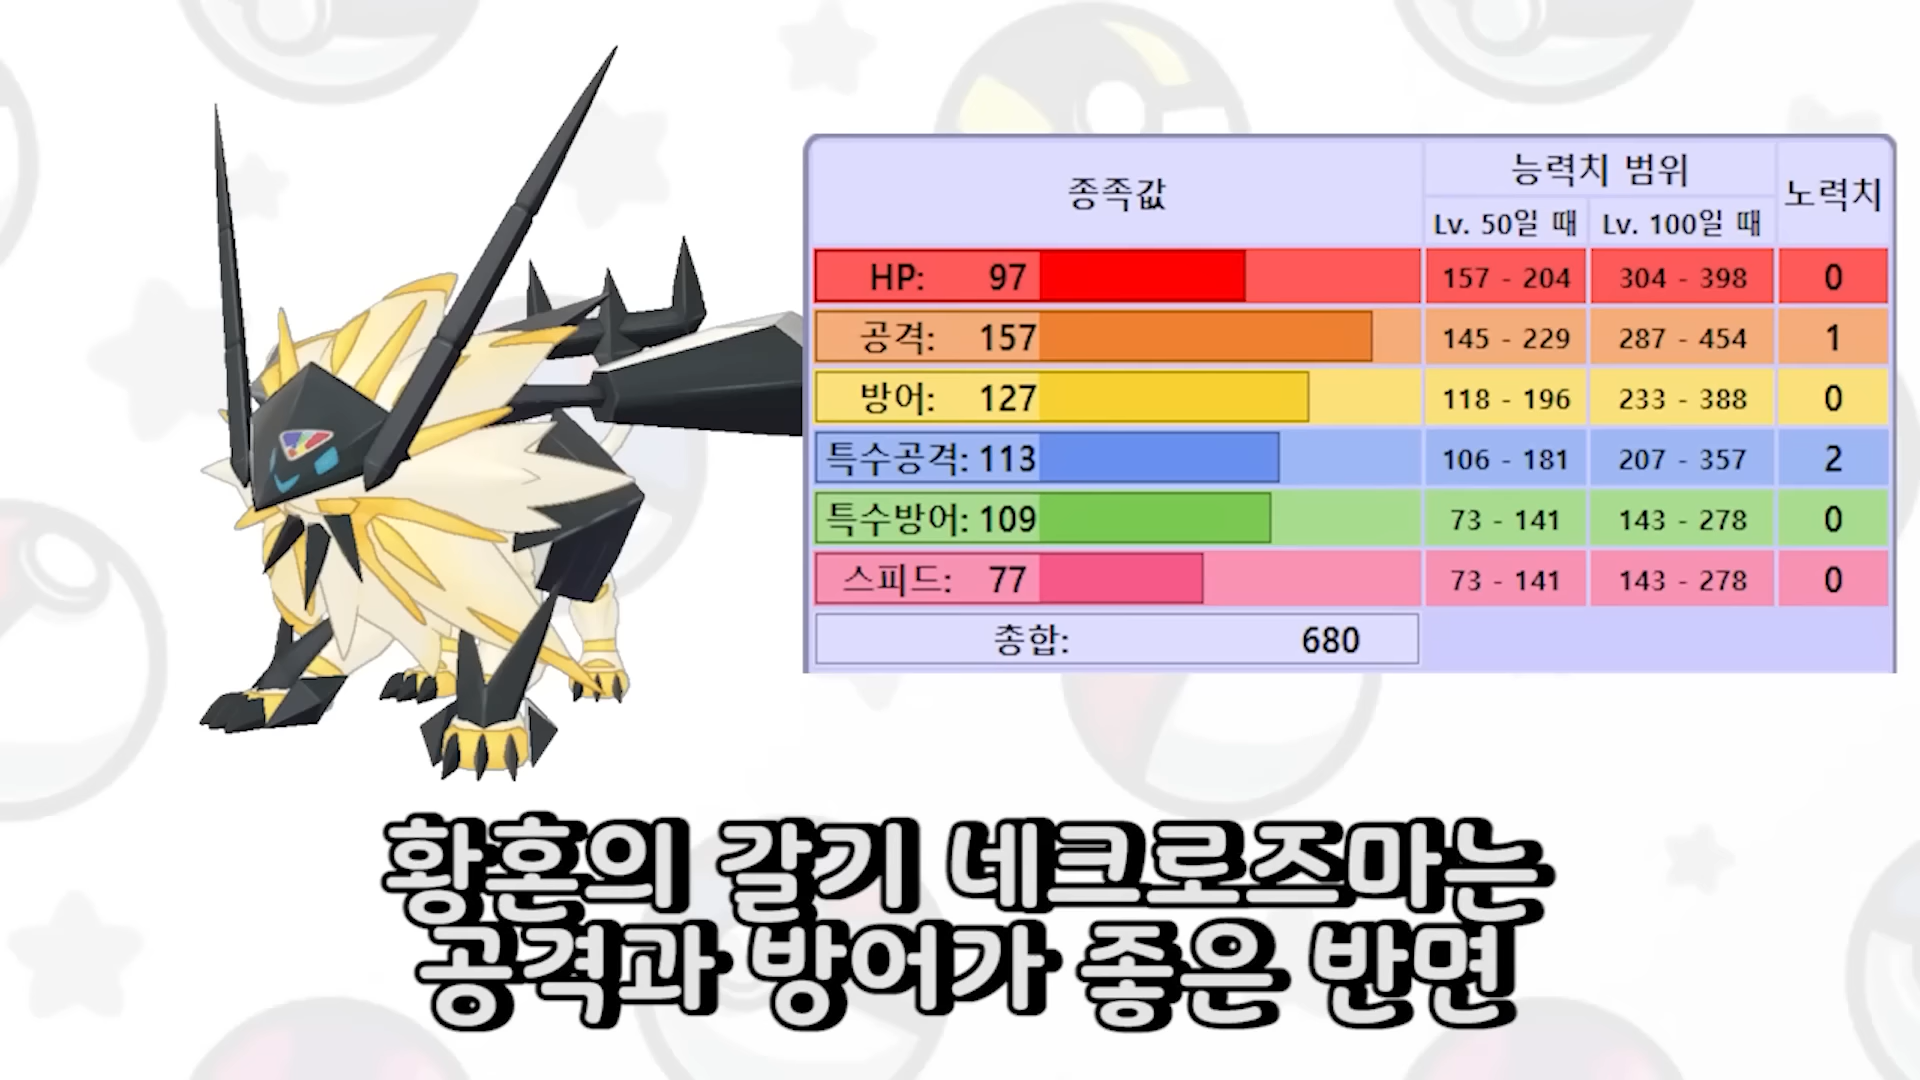 종족값 능력치 범위 노력치
Lv. 50일 때 Lv. 100일 때
HP: 97 157 - 204 304 - 398 0
공격: 157 145 - 229 287 - 454 1
방어: 127 118 - 196 233 - 388 0
특수공격: 113 106 - 181 207 - 357 2
특수방어: 109 73 - 141 143 - 278 0
스피드: 77 73 - 141 143 - 278 0
총합: 680
황혼의 갈기 네크로즈마는
공격과 방어가 좋은 반면